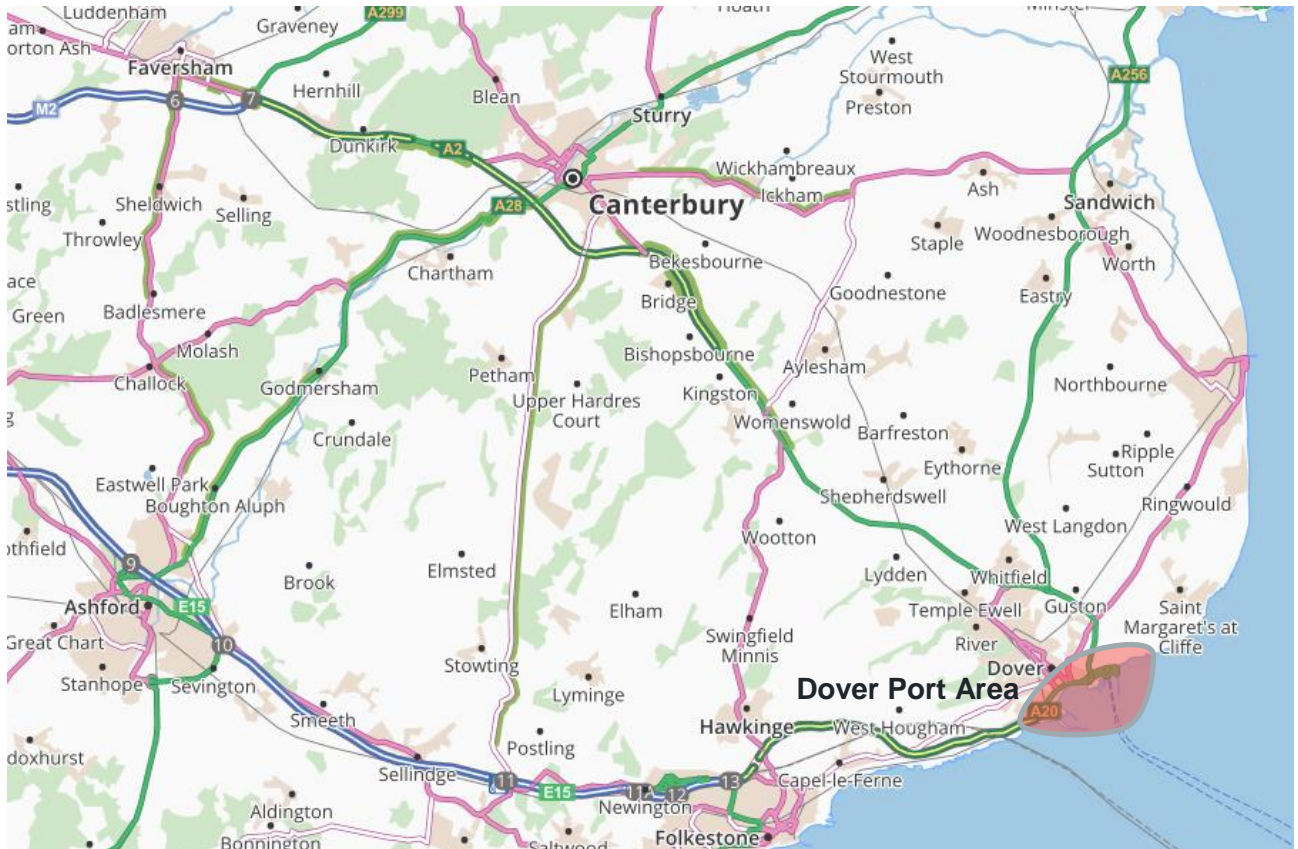 Luddenham
Graveney
A299
Hoath
Minster
am
orton Ash
Faversham
M2
6
7
Hernhill
Blean
Sturry
West
Stourmouth
Preston
A256
Dunkirk
A2
Wickhambreaux
Ickham
Ash
Sandwich
stling
Sheldwich
Selling
A28
Canterbury
Throwley
Chartham
Staple
Woodnesborough
Worth
ace
Green
Badlesmere
Bekesbourne
Bridge
Goodnestone
Eastry
Molash
Challock
Godmersham
Petham
Bishopsbourne
Aylesham
Northbourne
Upper Hardres
Court
Kingston
Crundale
Womenswold
Barfreston
Ripple
Sutton
Eythorne
Eastwell Park
Boughton Aluph
Shepherdswell
Ringwould
othfield
Wootton
West Langdon
9
Brook
Elmsted
Lydden
Whitfield
Ashford
E15
Elham
Temple Ewell
Guston
Saint
Margaret's at
Cliffe
Great Chart
10
Swingfield
Minnis
River
Stanhope
Sevington
Stowting
Lyminge
Dover
Dover Port Area
A20
Smeeth
Hawkinge
West Hougham
doxhurst
Postling
Sellindge
Capel-le-Ferne
11
E15
11A
12
13
Newington
Aldington
Bonnington
Saltwood
Folkestone